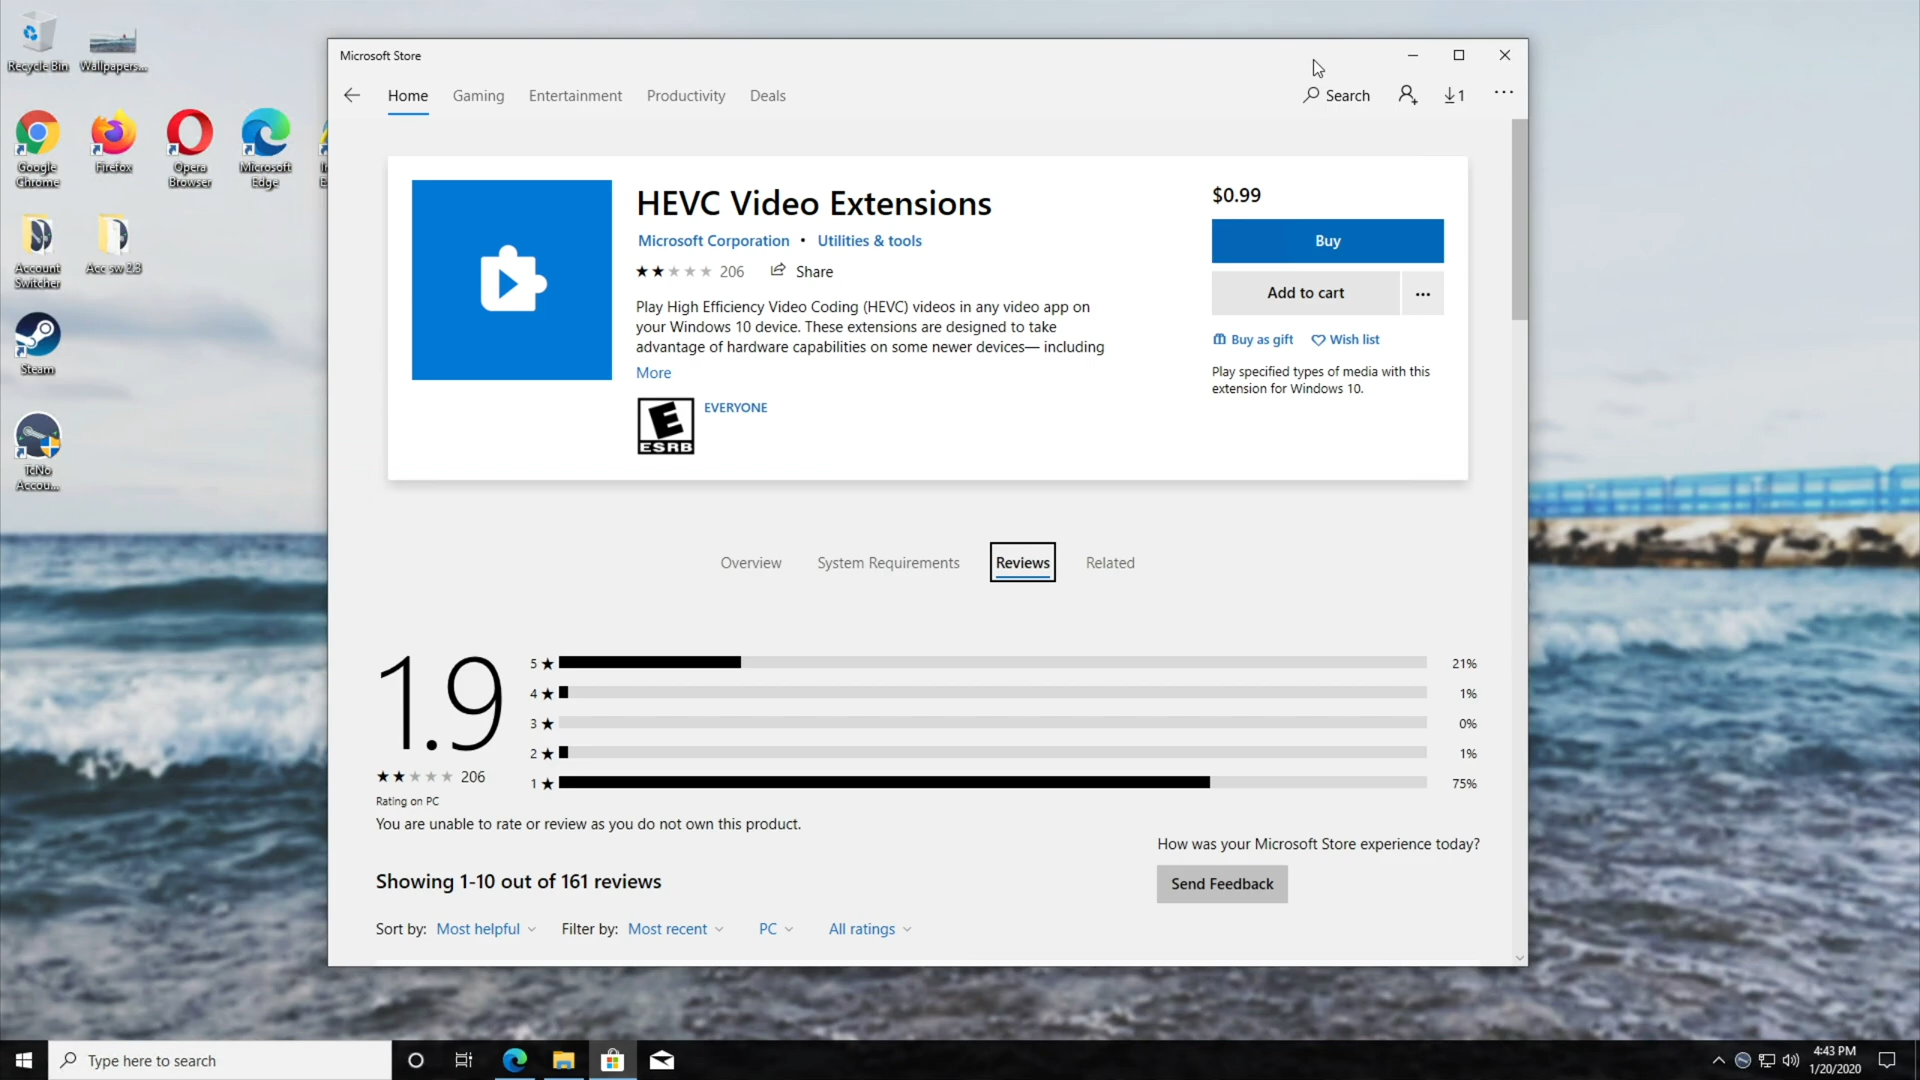 Recycle Bin
Wallpapers...
Google Chrome
Firefox
Opera Browser
Microsoft Edge
Account Switcher
Acc sw 2.3
Steam
TcNo Accou...
Microsoft Store
Home Gaming Entertainment Productivity Deals
Search
1
HEVC Video Extensions
Microsoft Corporation • Utilities & tools
206 Share
Play High Efficiency Video Coding (HEVC) videos in any video app on
your Windows 10 device. These extensions are designed to take
advantage of hardware capabilities on some newer devices— including
More
E
ESRB
EVERYONE
$0.99
Buy
Add to cart
Buy as gift Wish list
Play specified types of media with this
extension for Windows 10.
Overview System Requirements Reviews Related
1.9
206
Rating on PC
5 ★ 21%
4 ★ 1%
3 ★ 0%
2 ★ 1%
1 ★ 75%
You are unable to rate or review as you do not own this product.
How was your Microsoft Store experience today?
Send Feedback
Showing 1-10 out of 161 reviews
Sort by: Most helpful Filter by: Most recent PC All ratings
Type here to search
4:43 PM
1/20/2020